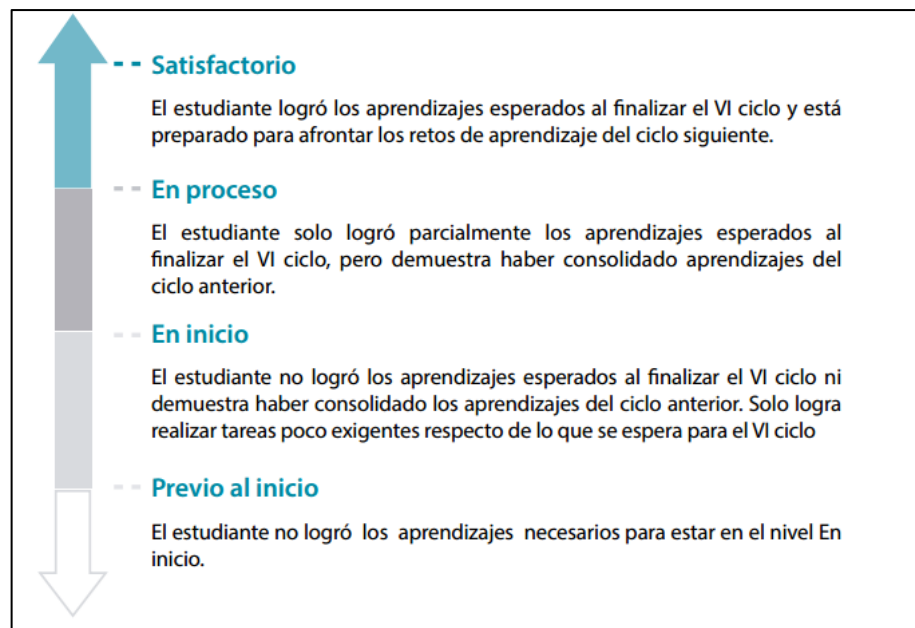 Satisfactorio
El estudiante logró los aprendizajes esperados al finalizar el VI ciclo y está
preparado para afrontar los retos de aprendizaje del ciclo siguiente.
En proceso
El estudiante solo logró parcialmente los aprendizajes esperados al
finalizar el VI ciclo, pero demuestra haber consolidado aprendizajes del
ciclo anterior.
En inicio
El estudiante no logró los aprendizajes esperados al finalizar el VI ciclo ni
demuestra haber consolidado los aprendizajes del ciclo anterior. Solo logra
realizar tareas poco exigentes respecto de lo que se espera para el VI ciclo
Previo al inicio
El estudiante no logró los aprendizajes necesarios para estar en el nivel En
inicio.